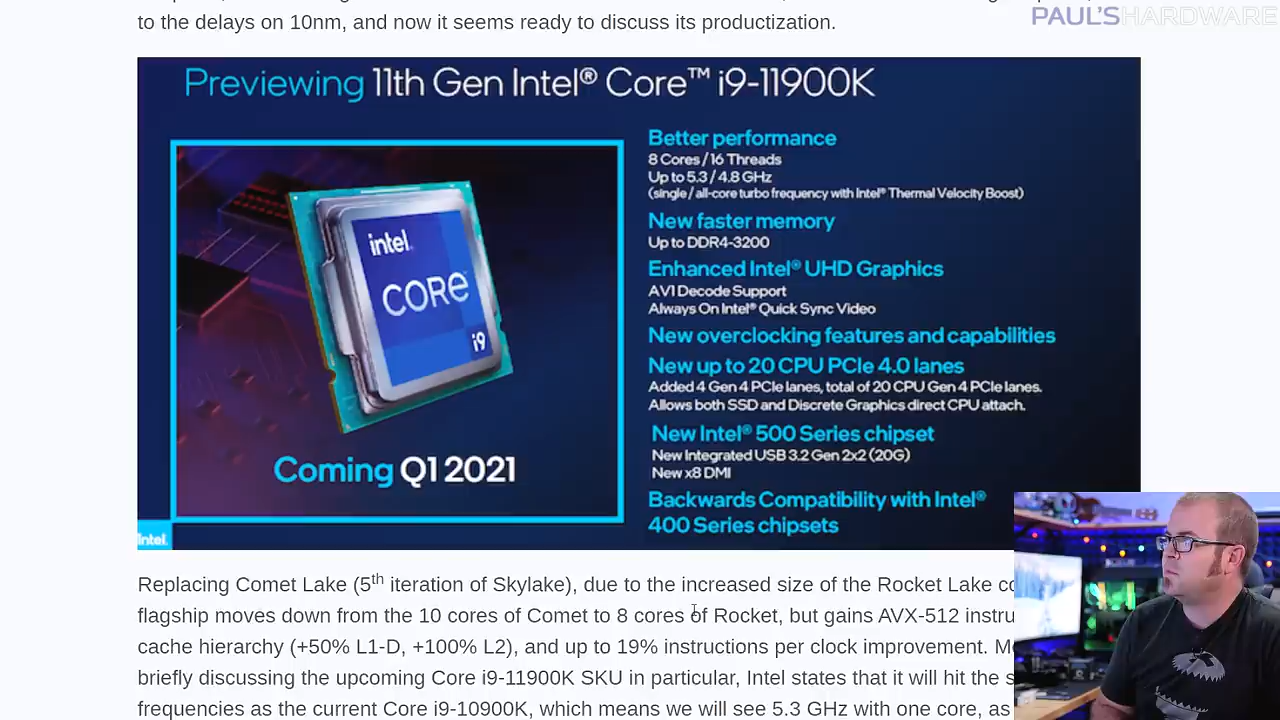 PAUL'SHARDWARE
to the delays on 10nm, and now it seems ready to discuss its productization.
Previewing 11th Gen Intel® Core™ i9-11900K
intel.
CORE
i9
Coming Q1 2021
intel.
Better performance
8 Cores / 16 Threads
Up to 5.3 / 4.8 GHz
(single / all-core turbo frequency with Intel® Thermal Velocity Boost)
New faster memory
Up to DDR4-3200
Enhanced Intel® UHD Graphics
AV1 Decode Support
Always On Intel® Quick Sync Video
New overclocking features and capabilities
New up to 20 CPU PCIe 4.0 lanes
Added 4 Gen 4 PCIe lanes, total of 20 CPU Gen 4 PCIe lanes.
Allows both SSD and Discrete Graphics direct CPU attach.
New Intel® 500 Series chipset
New Integrated USB 3.2 Gen 2x2 (20G)
New x8 DMI
Backwards Compatibility with Intel®
400 Series chipsets
Replacing Comet Lake (5th iteration of Skylake), due to the increased size of the Rocket Lake
flagship moves down from the 10 cores of Comet to 8 cores of Rocket, but gains AVX-512
cache hierarchy (+50% L1-D, +100% L2), and up to 19% instructions per clock improvement.
briefly discussing the upcoming Core i9-11900K SKU in particular, Intel states that it will hit the
frequencies as the current Core i9-10900K, which means we will see 5.3 GHz with one core, as